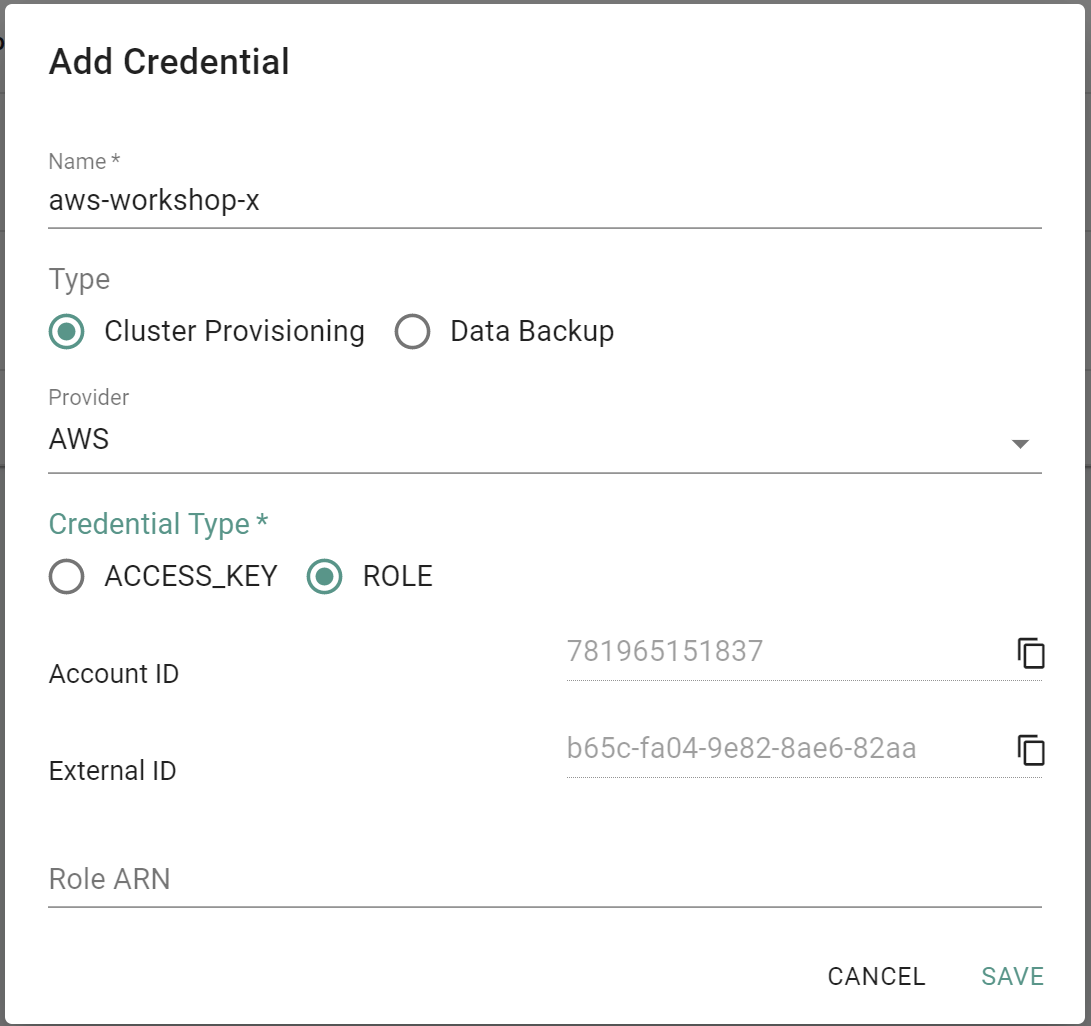 Add Credential
Name *
aws-workshop-x
Type
Cluster Provisioning Data Backup
Provider
AWS
Credential Type *
ACCESS_KEY ROLE
Account ID 781965151837
External ID b65c-fa04-9e82-8ae6-82aa
Role ARN
CANCEL SAVE